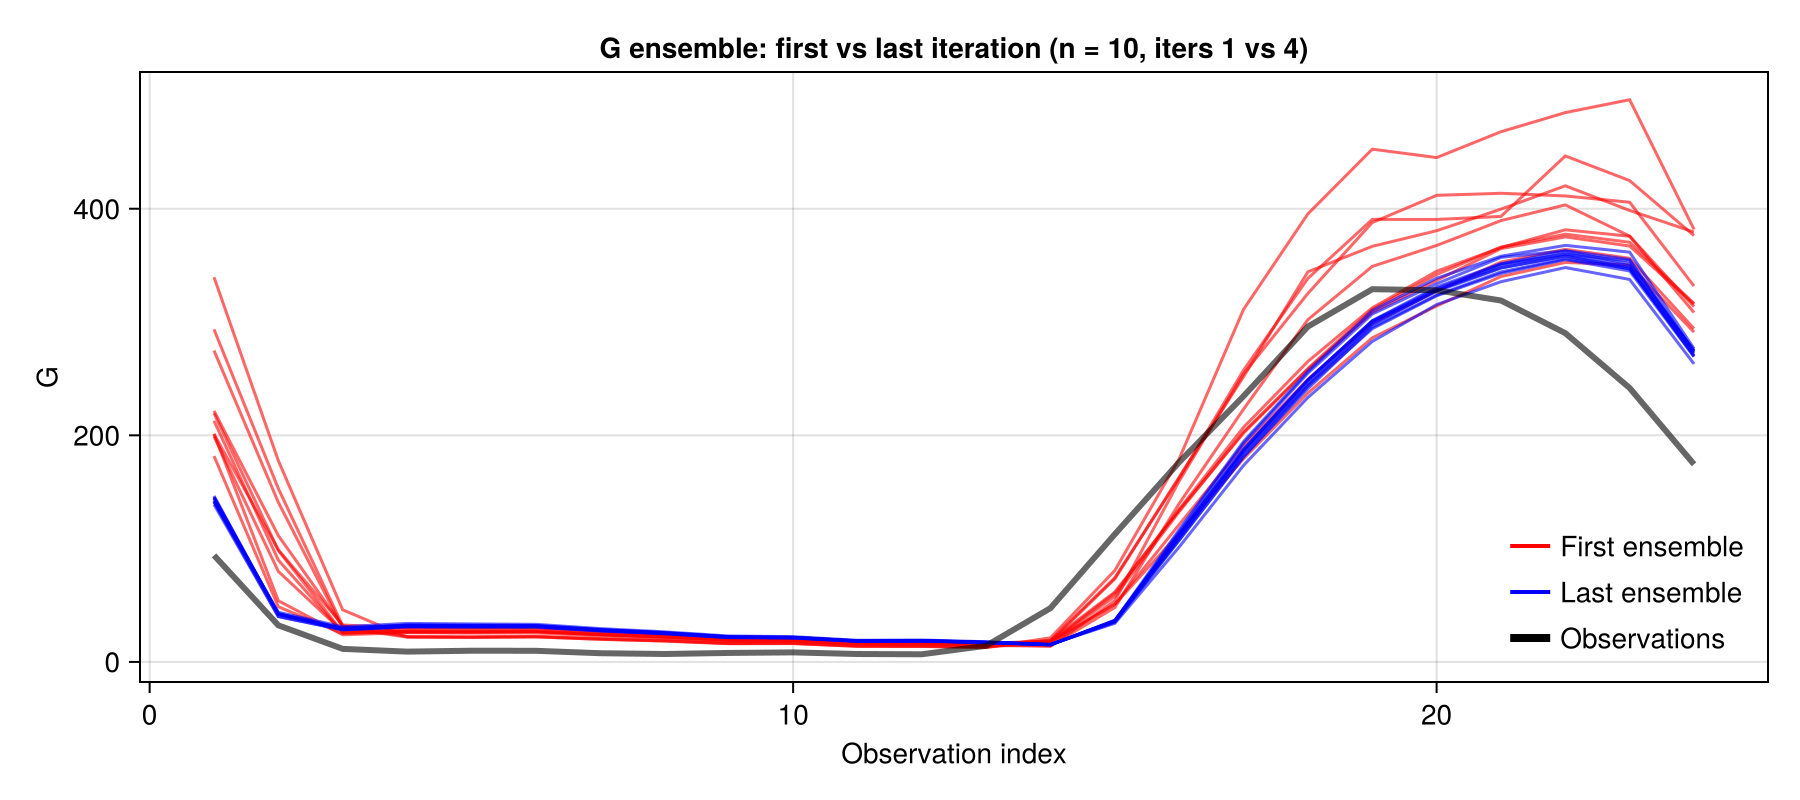 G ensemble: first vs last iteration (n = 10, iters 1 vs 4)
G
400
200
0
First ensemble
Last ensemble
Observations
0
10
20
Observation index